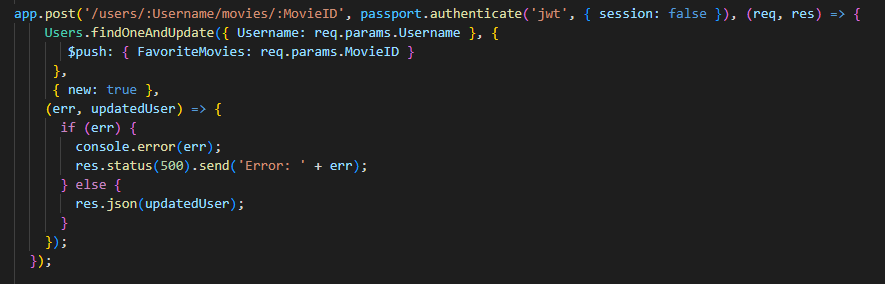 app.post('/users/:Username/movies/:MovieID', passport.authenticate('jwt', { session: false }), (req, res) => {
Users.findOneAndUpdate({ Username: req.params.Username }, {
$push: { FavoriteMovies: req.params.MovieID }
},
{ new: true },
(err, updatedUser) => {
if (err) {
console.error(err);
res.status(500).send('Error: ' + err);
} else {
res.json(updatedUser);
}
});
});